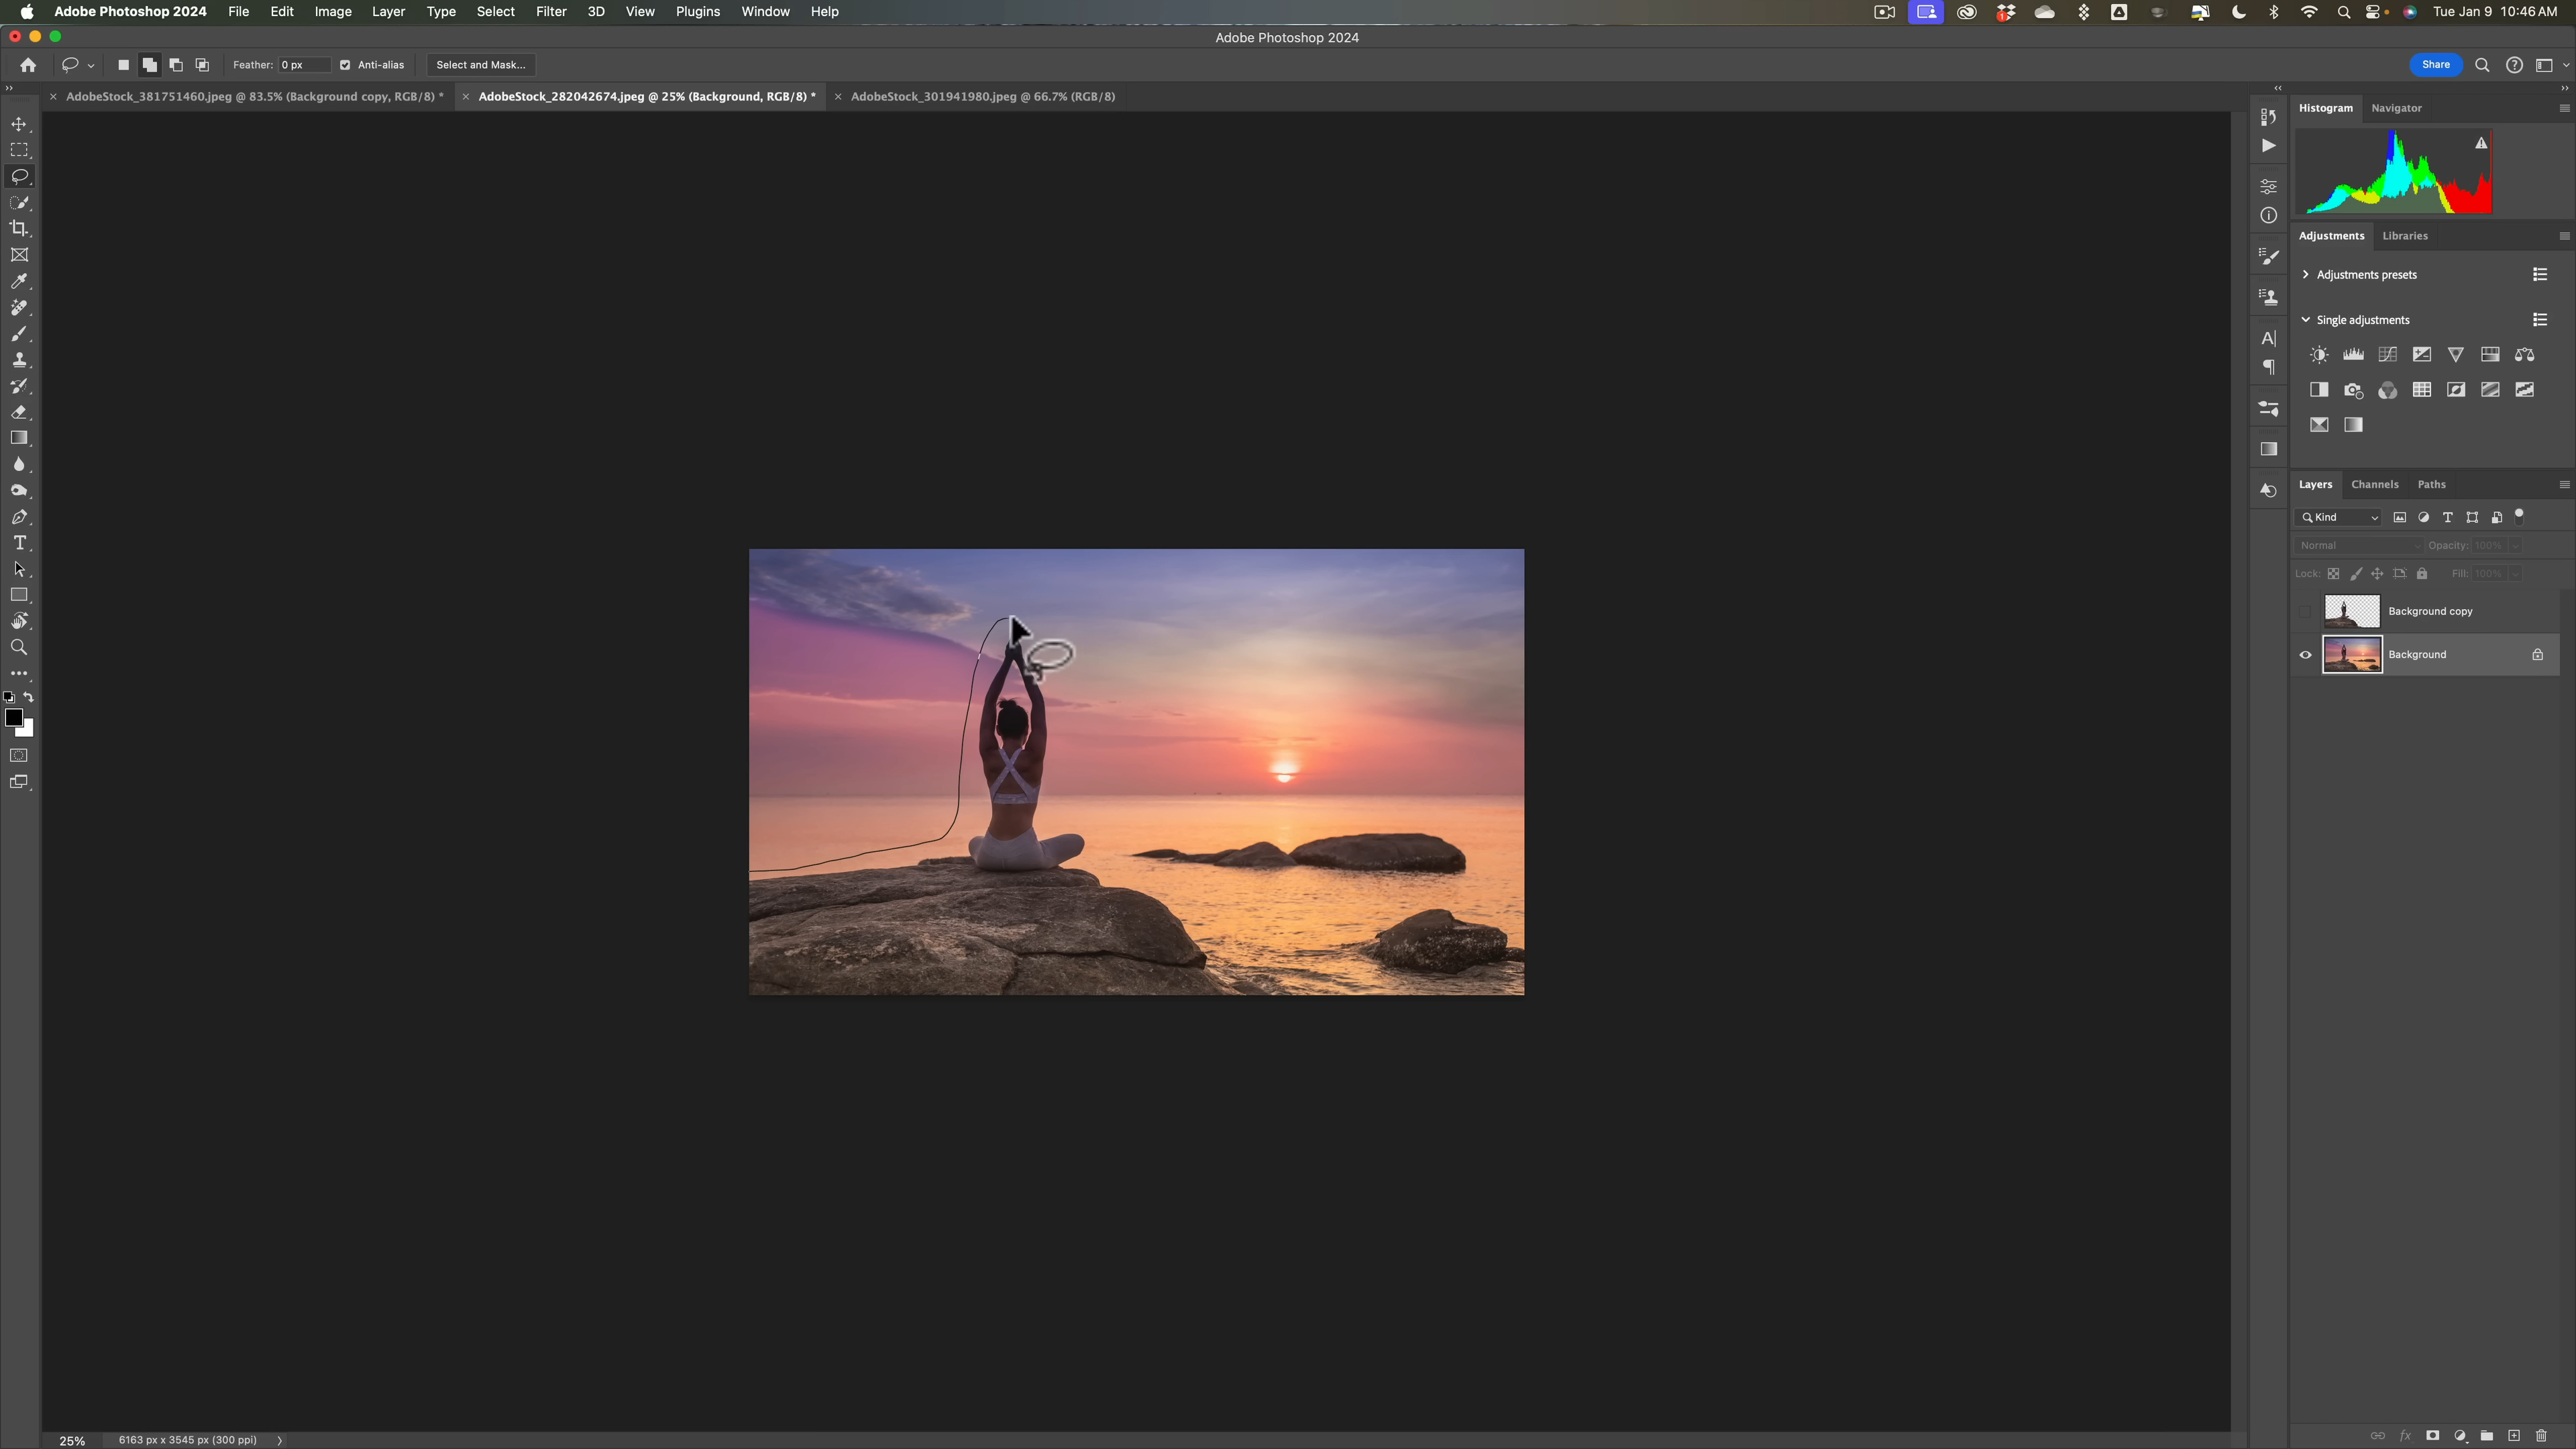 Adobe Photoshop 2024 File Edit Image Layer Type Select Filter 3D View Plugins Window Help Tue Jan 9 10:46 AM
Adobe Photoshop 2024
Feather: 0 px Anti-alias Select and Mask... Share
AdobeStock_381751460.jpeg @ 83.5% (Background copy, RGB/8) * AdobeStock_282042674.jpeg @ 25% (Background, RGB/8) * AdobeStock_301941980.jpeg @ 66.7% (RGB/8)
Histogram Navigator
Adjustments Libraries
Adjustments presets
Single adjustments
Layers Channels Paths
Kind
Normal Opacity: 100%
Lock: Fill: 100%
Background copy
Background
25% 6163 px x 3545 px (300 ppi)